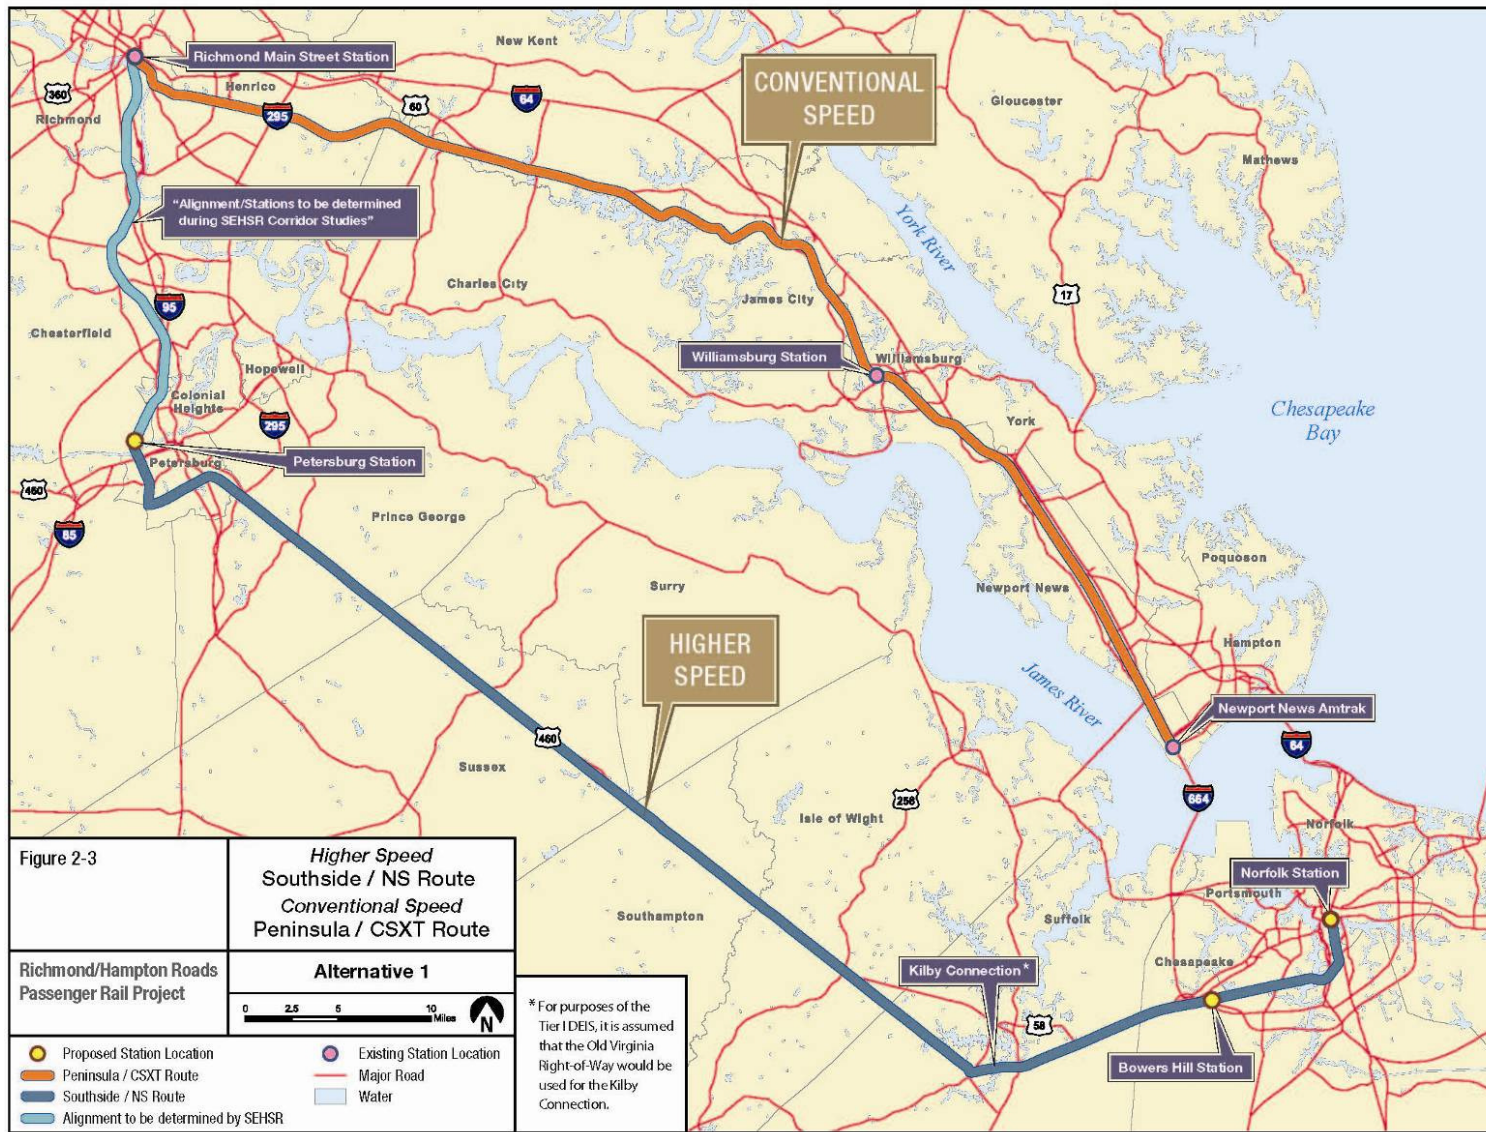 New Kent
Richmond Main Street Station
Henrico
360
Richmond
295
60
64
CONVENTIONAL
SPEED
Gloucester
Mathews
"Alignment/Stations to be determined
during SEHSR Corridor Studies"
York River
Charles City
James City
17
95
Chesterfield
Williamsburg Station
Williamsburg
Hopewell
Colonial
Heights
295
York
Chesapeake
Bay
Petersburg Station
Petersburg
460
85
Prince George
Surry
Newport News
Poquoson
Hampton
HIGHER
SPEED
James River
Newport News Amtrak
64
460
Sussex
664
258
Isle of Wight
Norfolk
Norfolk Station
Portsmouth
Southampton
Suffolk
Chesapeake
Kilby Connection*
58
Bowers Hill Station
Figure 2-3
Higher Speed
Southside / NS Route
Conventional Speed
Peninsula / CSXT Route
Richmond/Hampton Roads
Passenger Rail Project
Alternative 1
0 2.5 5 10
Miles
N
* For purposes of the
Tier I DEIS, it is assumed
that the Old Virginia
Right-of-Way would be
used for the Kilby
Connection.
Proposed Station Location
Peninsula / CSXT Route
Southside / NS Route
Alignment to be determined by SEHSR
Existing Station Location
Major Road
Water